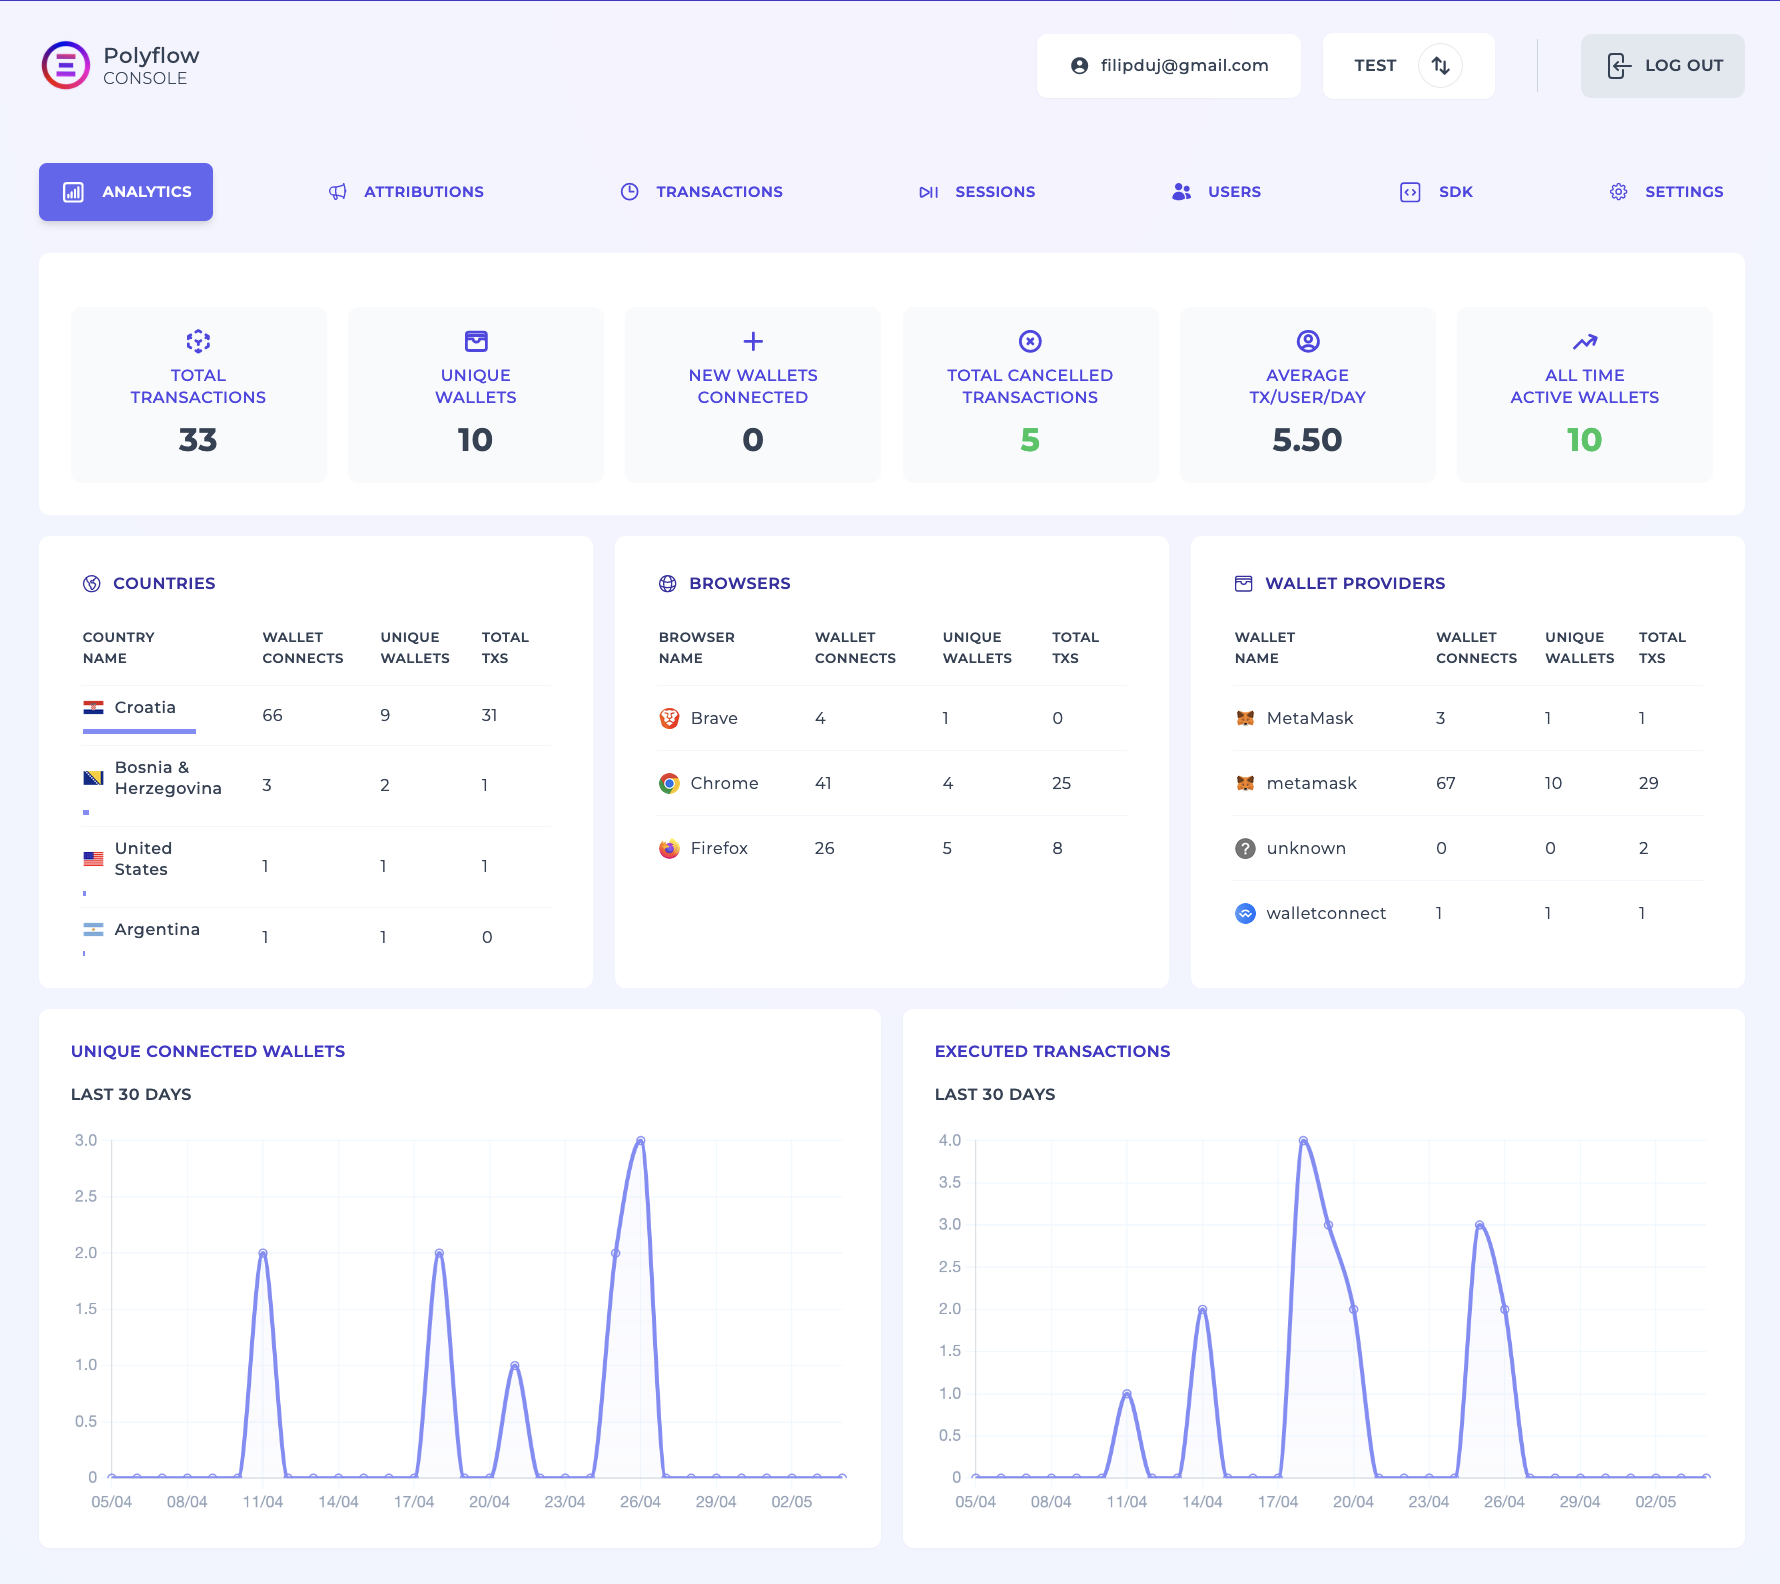 Polyflow
CONSOLE
filipduj@gmail.com
TEST
LOG OUT
ANALYTICS
ATTRIBUTIONS
TRANSACTIONS
SESSIONS
USERS
SDK
SETTINGS
TOTAL
TRANSACTIONS
33
UNIQUE
WALLETS
10
NEW WALLETS
CONNECTED
0
TOTAL CANCELLED
TRANSACTIONS
5
AVERAGE
TX/USER/DAY
5.50
ALL TIME
ACTIVE WALLETS
10
COUNTRIES
COUNTRY NAME WALLET CONNECTS UNIQUE WALLETS TOTAL TXS
Croatia 66 9 31
Bosnia & Herzegovina 3 2 1
United States 1 1 1
Argentina 1 1 0
BROWSERS
BROWSER NAME WALLET CONNECTS UNIQUE WALLETS TOTAL TXS
Brave 4 1 0
Chrome 41 4 25
Firefox 26 5 8
WALLET PROVIDERS
WALLET NAME WALLET CONNECTS UNIQUE WALLETS TOTAL TXS
MetaMask 3 1 1
metamask 67 10 29
unknown 0 0 2
walletconnect 1 1 1
UNIQUE CONNECTED WALLETS
LAST 30 DAYS
3.0
2.5
2.0
1.5
1.0
0.5
0
05/04 08/04 11/04 14/04 17/04 20/04 23/04 26/04 29/04 02/05
EXECUTED TRANSACTIONS
LAST 30 DAYS
4.0
3.5
3.0
2.5
2.0
1.5
1.0
0.5
0
05/04 08/04 11/04 14/04 17/04 20/04 23/04 26/04 29/04 02/05